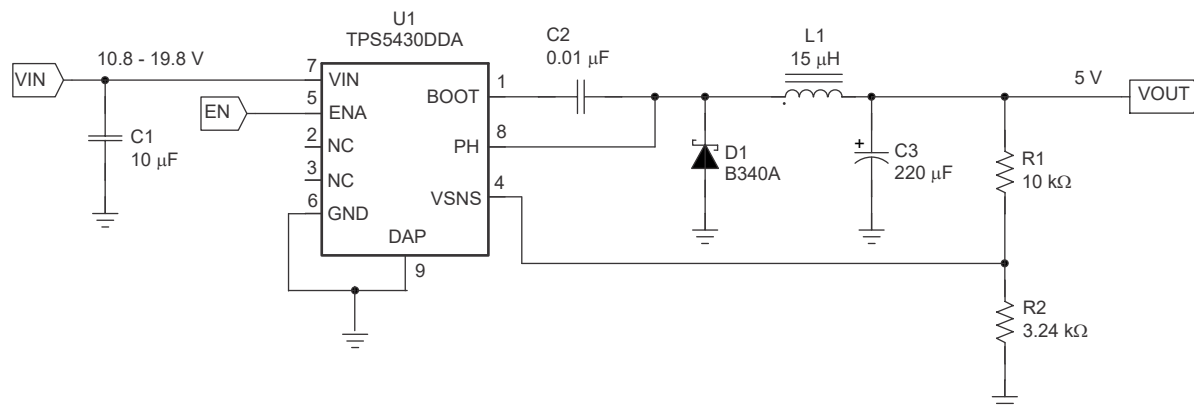 U1
TPS5430DDA
C2
0.01 μF
L1
15 μH
10.8 - 19.8 V
VIN
7
VIN
1
BOOT
5 V
VOUT
EN
5
ENA
C1
10 μF
2
NC
8
PH
+
D1
B340A
C3
220 μF
R1
10 kΩ
3
NC
4
VSNS
6
GND
DAP
9
R2
3.24 kΩ